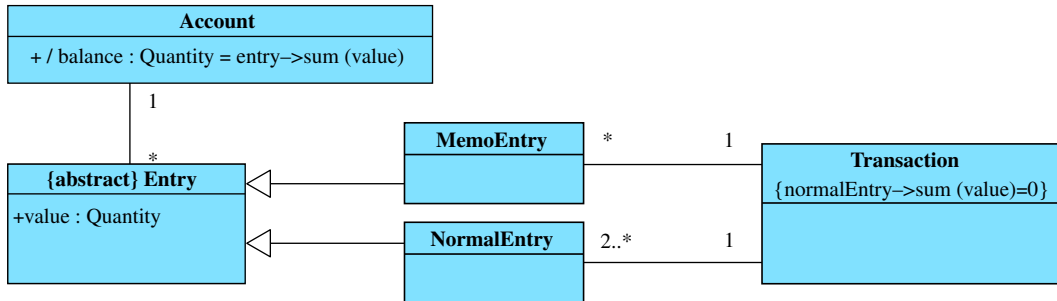 Account
+ / balance : Quantity = entry–>sum (value)
1
*
{abstract} Entry
+value : Quantity
MemoEntry
*
1
NormalEntry
2..*
1
Transaction
{normalEntry–>sum (value)=0}